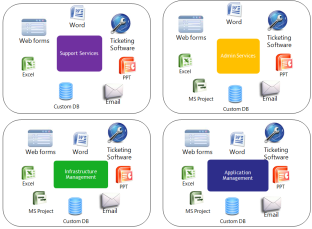 Word
Web forms
Ticketing
Software
Support Services
Excel
PPT
Custom DB
Email
Word
Web forms
Ticketing
Software
Admin Services
Excel
PPT
MS Project
Email
Custom DB
Web forms
Word
Ticketing
Software
Infrastructure
Management
Excel
PPT
MS Project
Email
Custom DB
Web forms
Word
Ticketing
Software
Application
Management
Excel
PPT
MS Project
Email
Custom DB